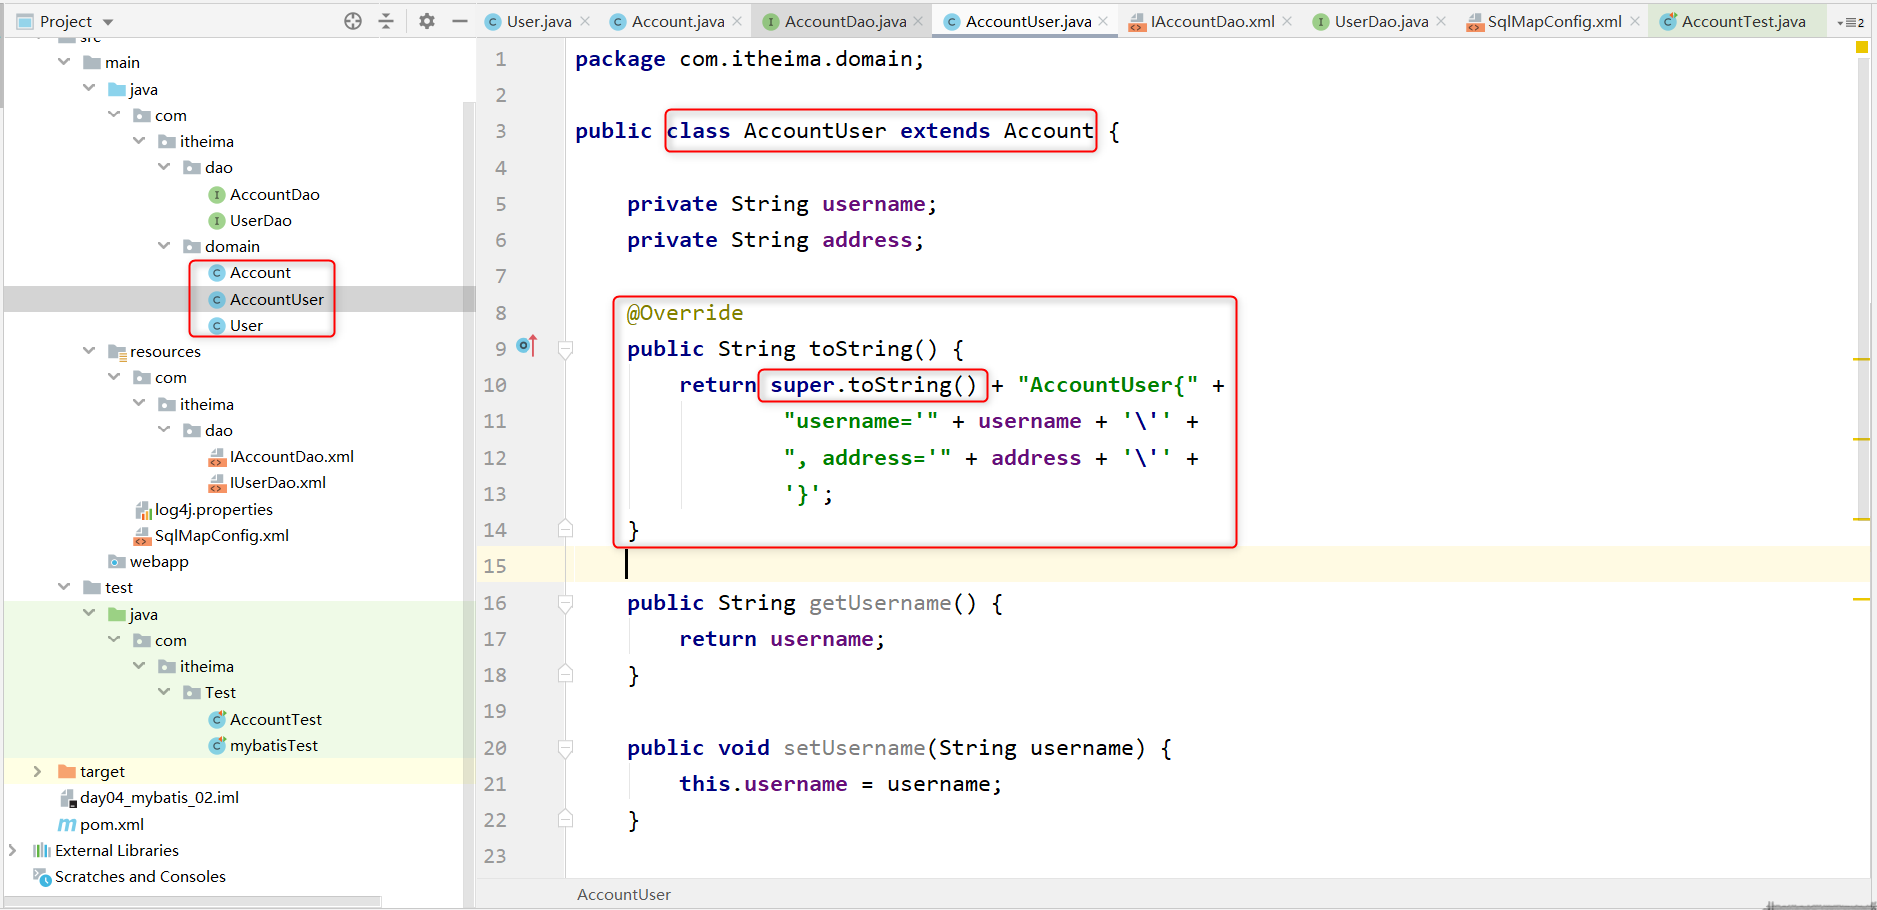 Project
User.java
Account.java
AccountDao.java
AccountUser.java
IAccountDao.xml
UserDao.java
SqlMapConfig.xml
AccountTest.java
2
src
main
java
com
itheima
dao
AccountDao
UserDao
domain
Account
AccountUser
User
resources
com
itheima
dao
IAccountDao.xml
IUserDao.xml
log4j.properties
SqlMapConfig.xml
webapp
test
java
com
itheima
Test
AccountTest
mybatisTest
target
day04_mybatis_02.iml
pom.xml
External Libraries
Scratches and Consoles
1 package com.itheima.domain;
2
3 public class AccountUser extends Account {
4
5 private String username;
6 private String address;
7
8 @Override
9 public String toString() {
10 return super.toString() + "AccountUser{" +
11 "username='" + username + '\'' +
12 ", address='" + address + '\'' +
13 '}';
14 }
15
16 public String getUsername() {
17 return username;
18 }
19
20 public void setUsername(String username) {
21 this.username = username;
22 }
23
AccountUser